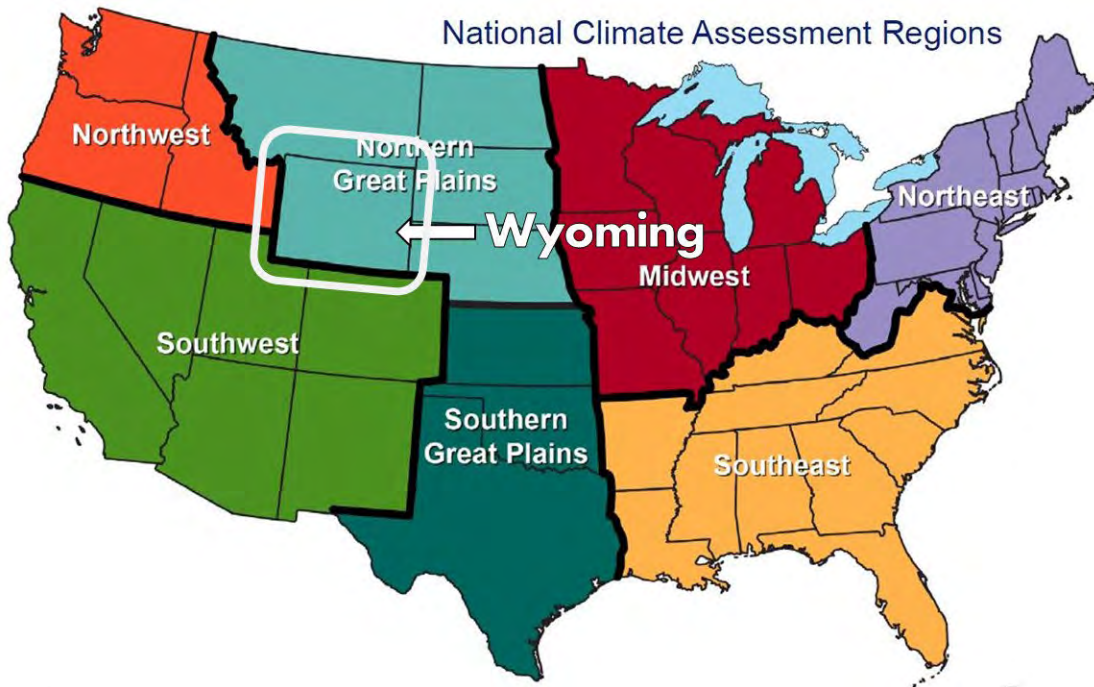 National Climate Assessment Regions
Northwest
Northern
Great Plains
Northeast
Wyoming
Midwest
Southwest
Southern
Great Plains
Southeast